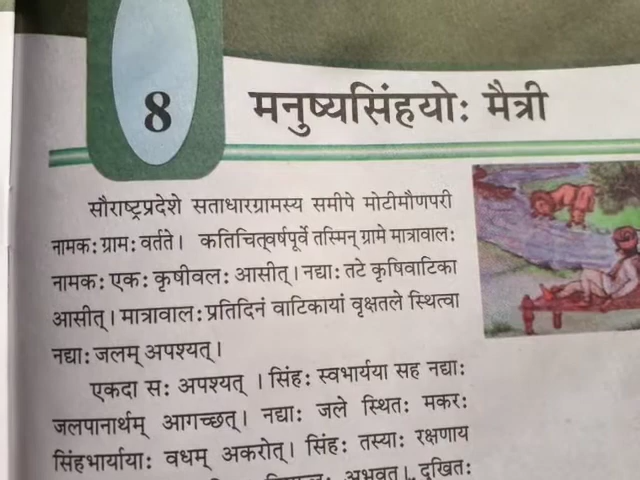 8
मनुष्यसिंहयोः मैत्री
सौराष्ट्रप्रदेशे सताधारग्रामस्य समीपे मोटीमौणपरी
नामकः ग्रामः वर्तते। कतिचित्वर्षपूर्वे तस्मिन् ग्रामे मात्रावालः
नामकः एकः कृषीवलः आसीत्। नद्याः तटे कृषिवाटिका
आसीत्। मात्रावालः प्रतिदिनं वाटिकायां वृक्षतले स्थित्वा
नद्याः जलम् अपश्यत्।
एकदा सः अपश्यत् । सिंहः स्वभार्यया सह नद्याः
जलपानार्थम् आगच्छत्। नद्याः जले स्थितः मकरः
सिंहभार्यायाः वधम् अकरोत्। सिंहः तस्याः रक्षणाय
अभवत्। दुखितः